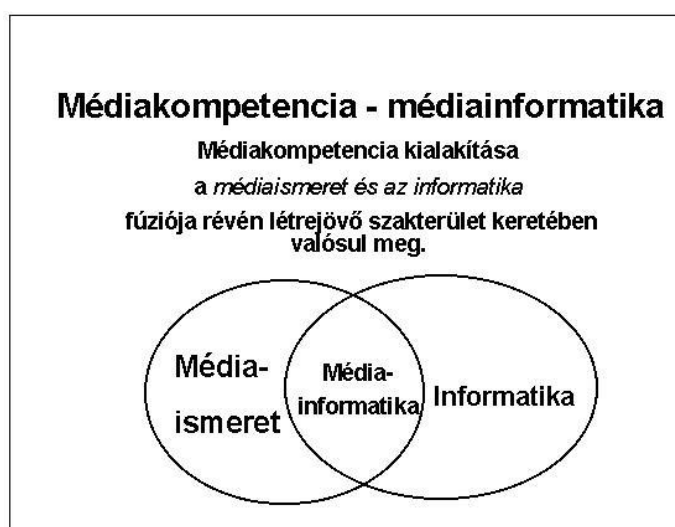 Médiakompetencia - médiainformatika
Médiakompetencia kialakítása
a médiaismeret és az informatika
fúziója révén létrejövő szakterület keretében
valósul meg.
Média-
ismeret
Média-
informatika
Informatika